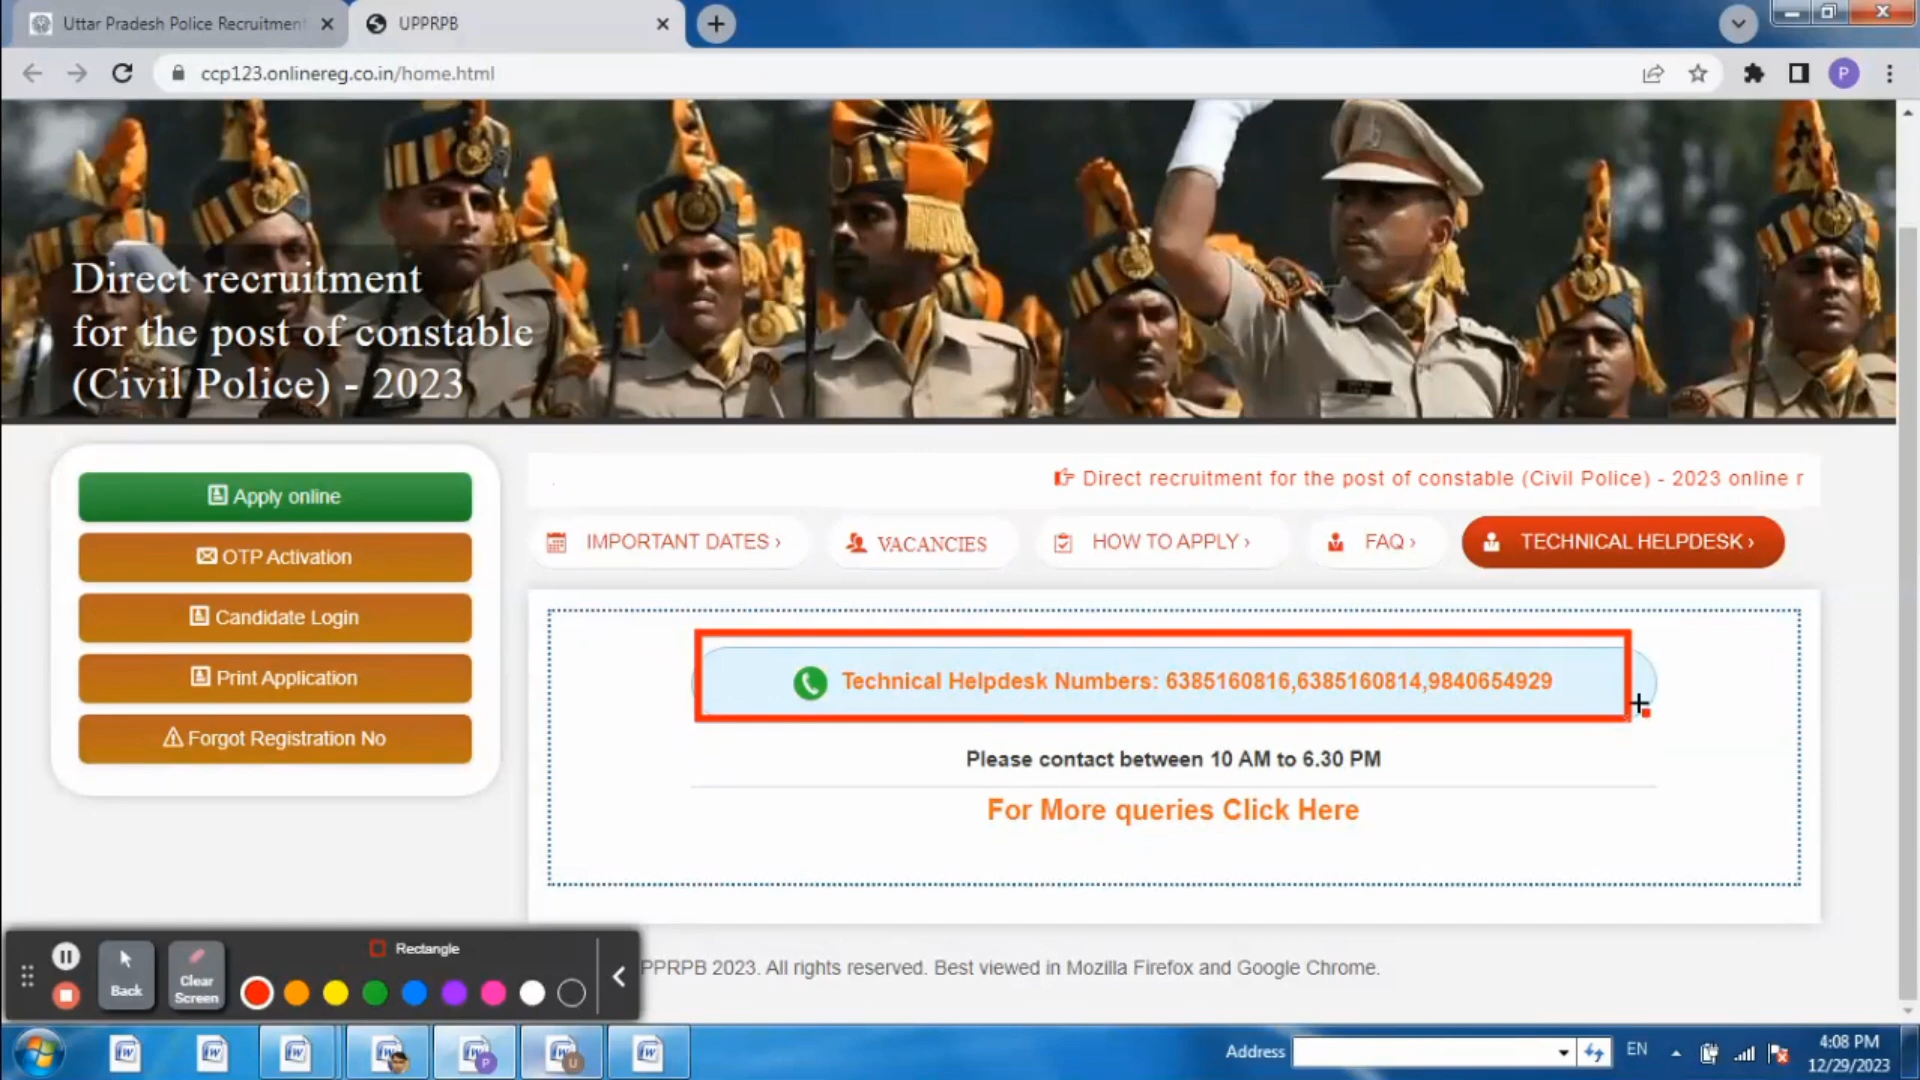 Uttar Pradesh Police Recruitment
UPPRPB
ccp123.onlinereg.co.in/home.html
P
Direct recruitment
for the post of constable
(Civil Police) - 2023
Apply online
OTP Activation
Candidate Login
Print Application
Forgot Registration No
Direct recruitment for the post of constable (Civil Police) - 2023 online r
IMPORTANT DATES ›
VACANCIES
HOW TO APPLY ›
FAQ ›
TECHNICAL HELPDESK ›
Technical Helpdesk Numbers: 6385160816,6385160814,9840654929
Please contact between 10 AM to 6.30 PM
For More queries Click Here
PPRPB 2023. All rights reserved. Best viewed in Mozilla Firefox and Google Chrome.
Rectangle
Back
Clear
Screen
Address
EN
4:08 PM
12/29/2023